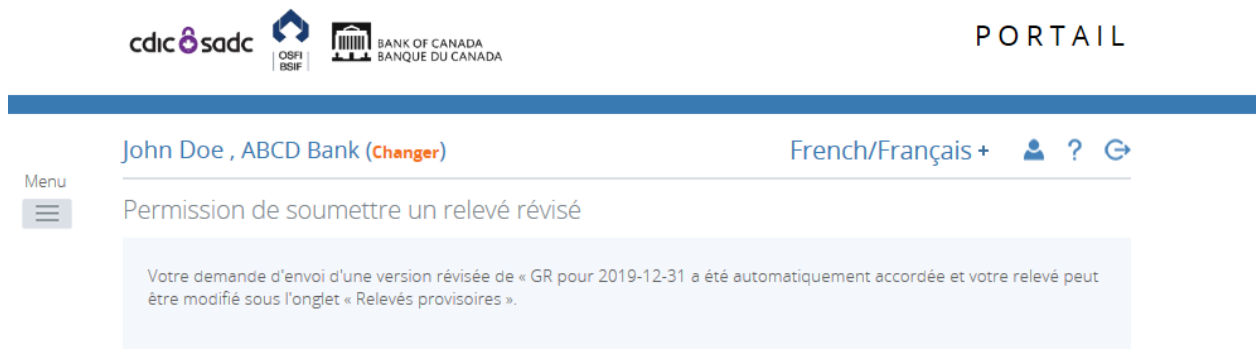 cdic sadc
OSFI
BSIF
BANK OF CANADA
BANQUE DU CANADA
PORTAIL
John Doe , ABCD Bank (Changer)
French/Français + ?
Menu
Permission de soumettre un relevé révisé
Votre demande d'envoi d'une version révisée de « GR pour 2019-12-31 a été automatiquement accordée et votre relevé peut
être modifié sous l'onglet « Relevés provisoires ».